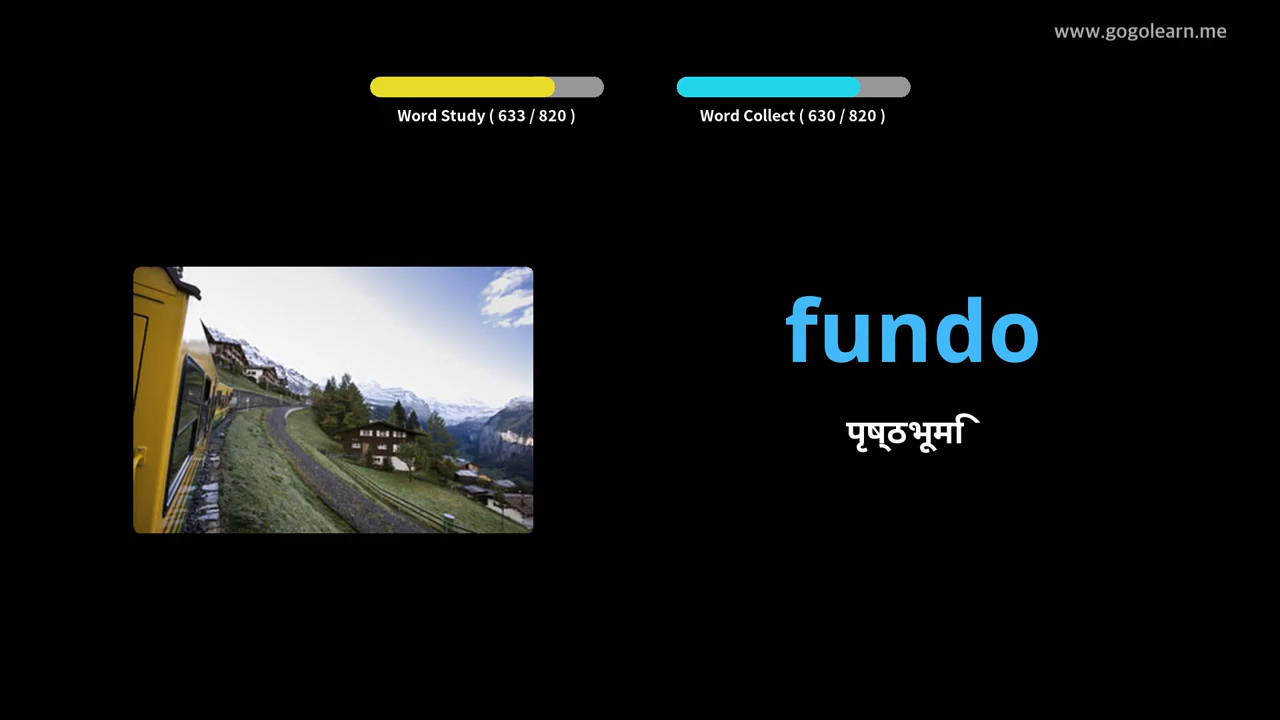 www.gogolearn.me
Word Study ( 633 / 820 )
Word Collect ( 630 / 820 )
fundo
पृष्ठभूमि